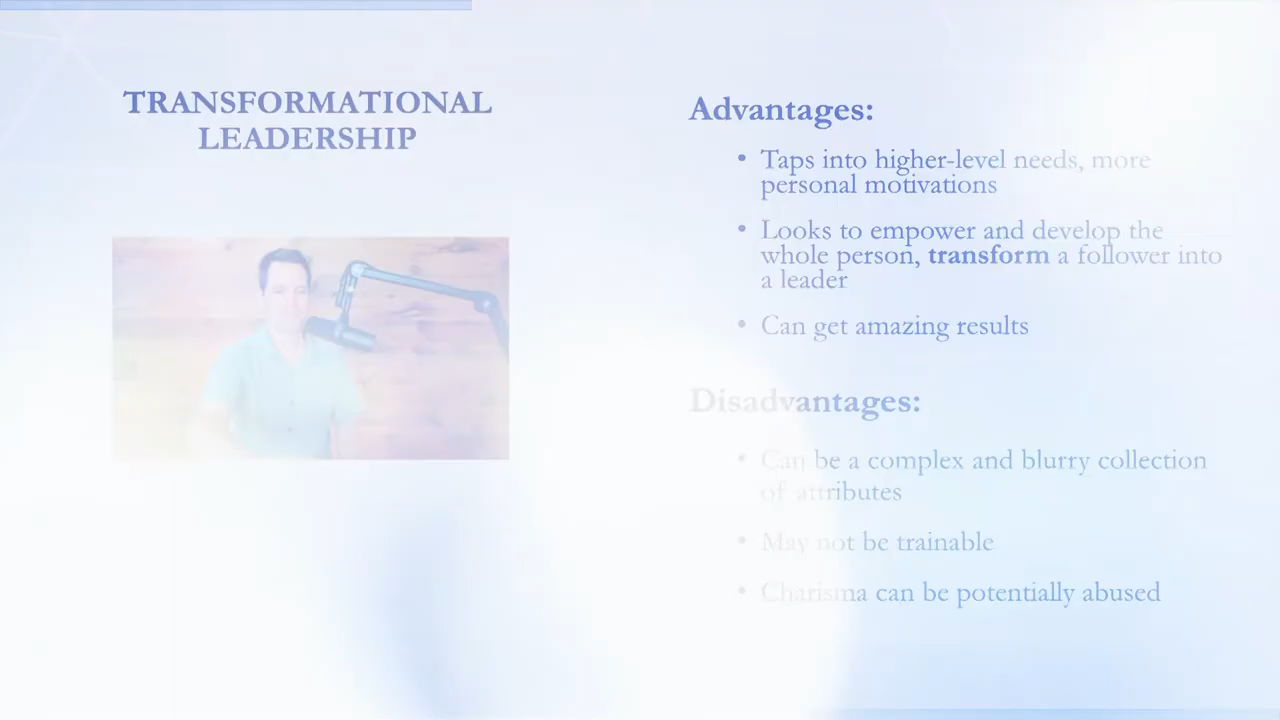 TRANSFORMATIONAL
LEADERSHIP
Advantages:
• Taps into higher-level needs, more
personal motivations
• Looks to empower and develop the
whole person, transform a follower into
a leader
• Can get amazing results
Disadvantages:
• Can be a complex and blurry collection
of attributes
• May not be trainable
• Charisma can be potentially abused